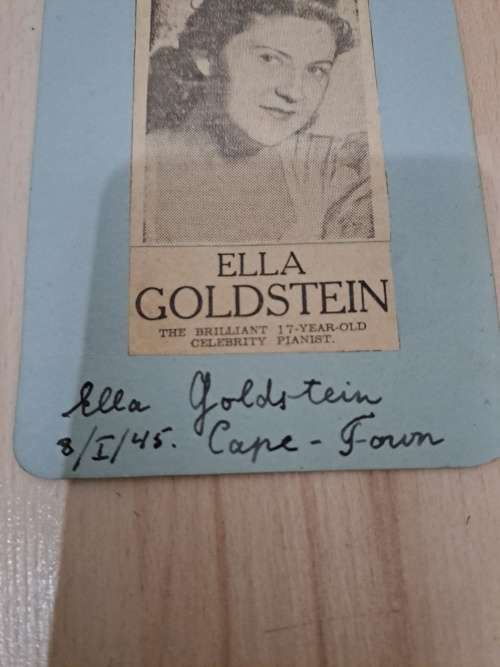 ELLA
GOLDSTEIN
THE BRILLIANT 17-YEAR-OLD
CELEBRITY PIANIST.
Ella Goldstein
8/I/45. Cape-Town